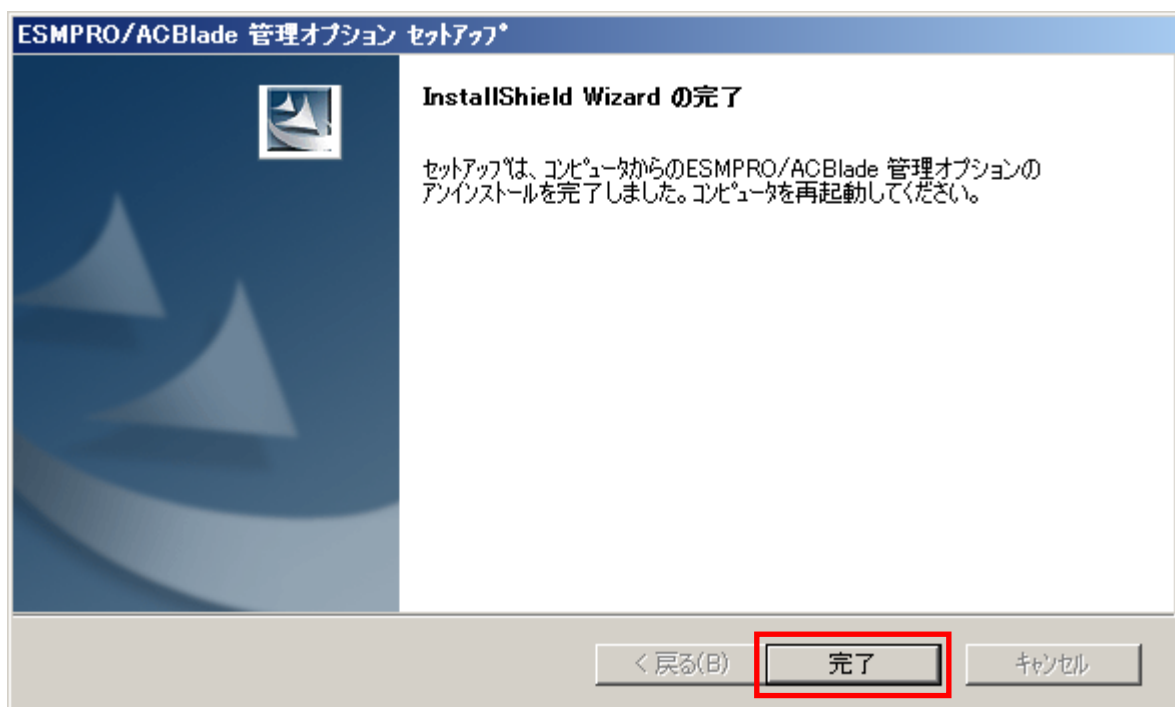 ESMPRO/ACBlade 管理オプション ｾｯﾄｱｯﾌﾟ
InstallShield Wizard の完了
ｾｯﾄｱｯﾌﾟは、ｺﾝﾋﾟｭｰﾀからのESMPRO/ACBlade 管理オプションの
ｱﾝｲﾝｽﾄｰﾙを完了しました。ｺﾝﾋﾟｭｰﾀを再起動してください。
< 戻る(B)
完了
ｷｬﾝｾﾙ